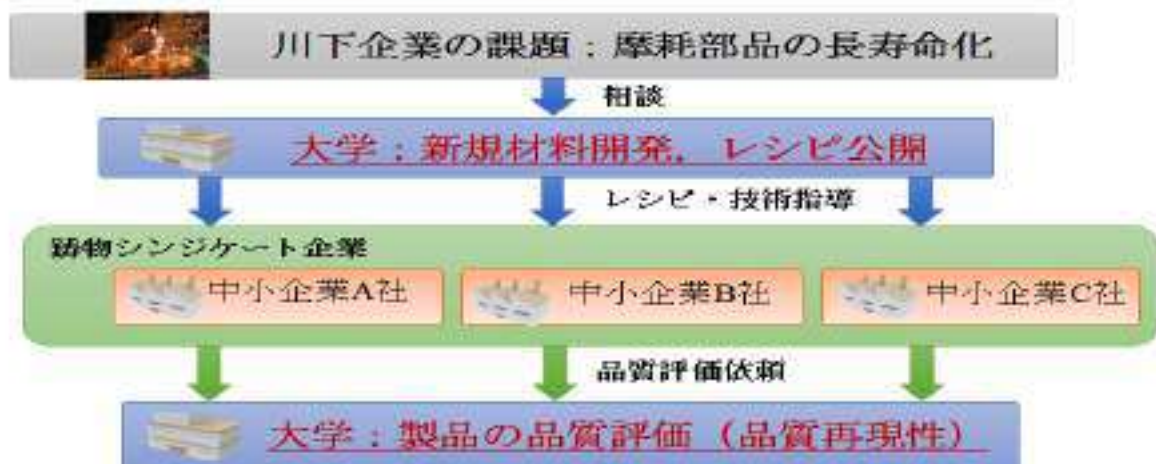 川下企業の課題：摩耗部品の長寿命化
相談
大学：新規材料開発，レシピ公開
レシピ・技術指導
鋳物シンジケート企業
中小企業A社
中小企業B社
中小企業C社
品質評価依頼
大学：製品の品質評価（品質再現性）